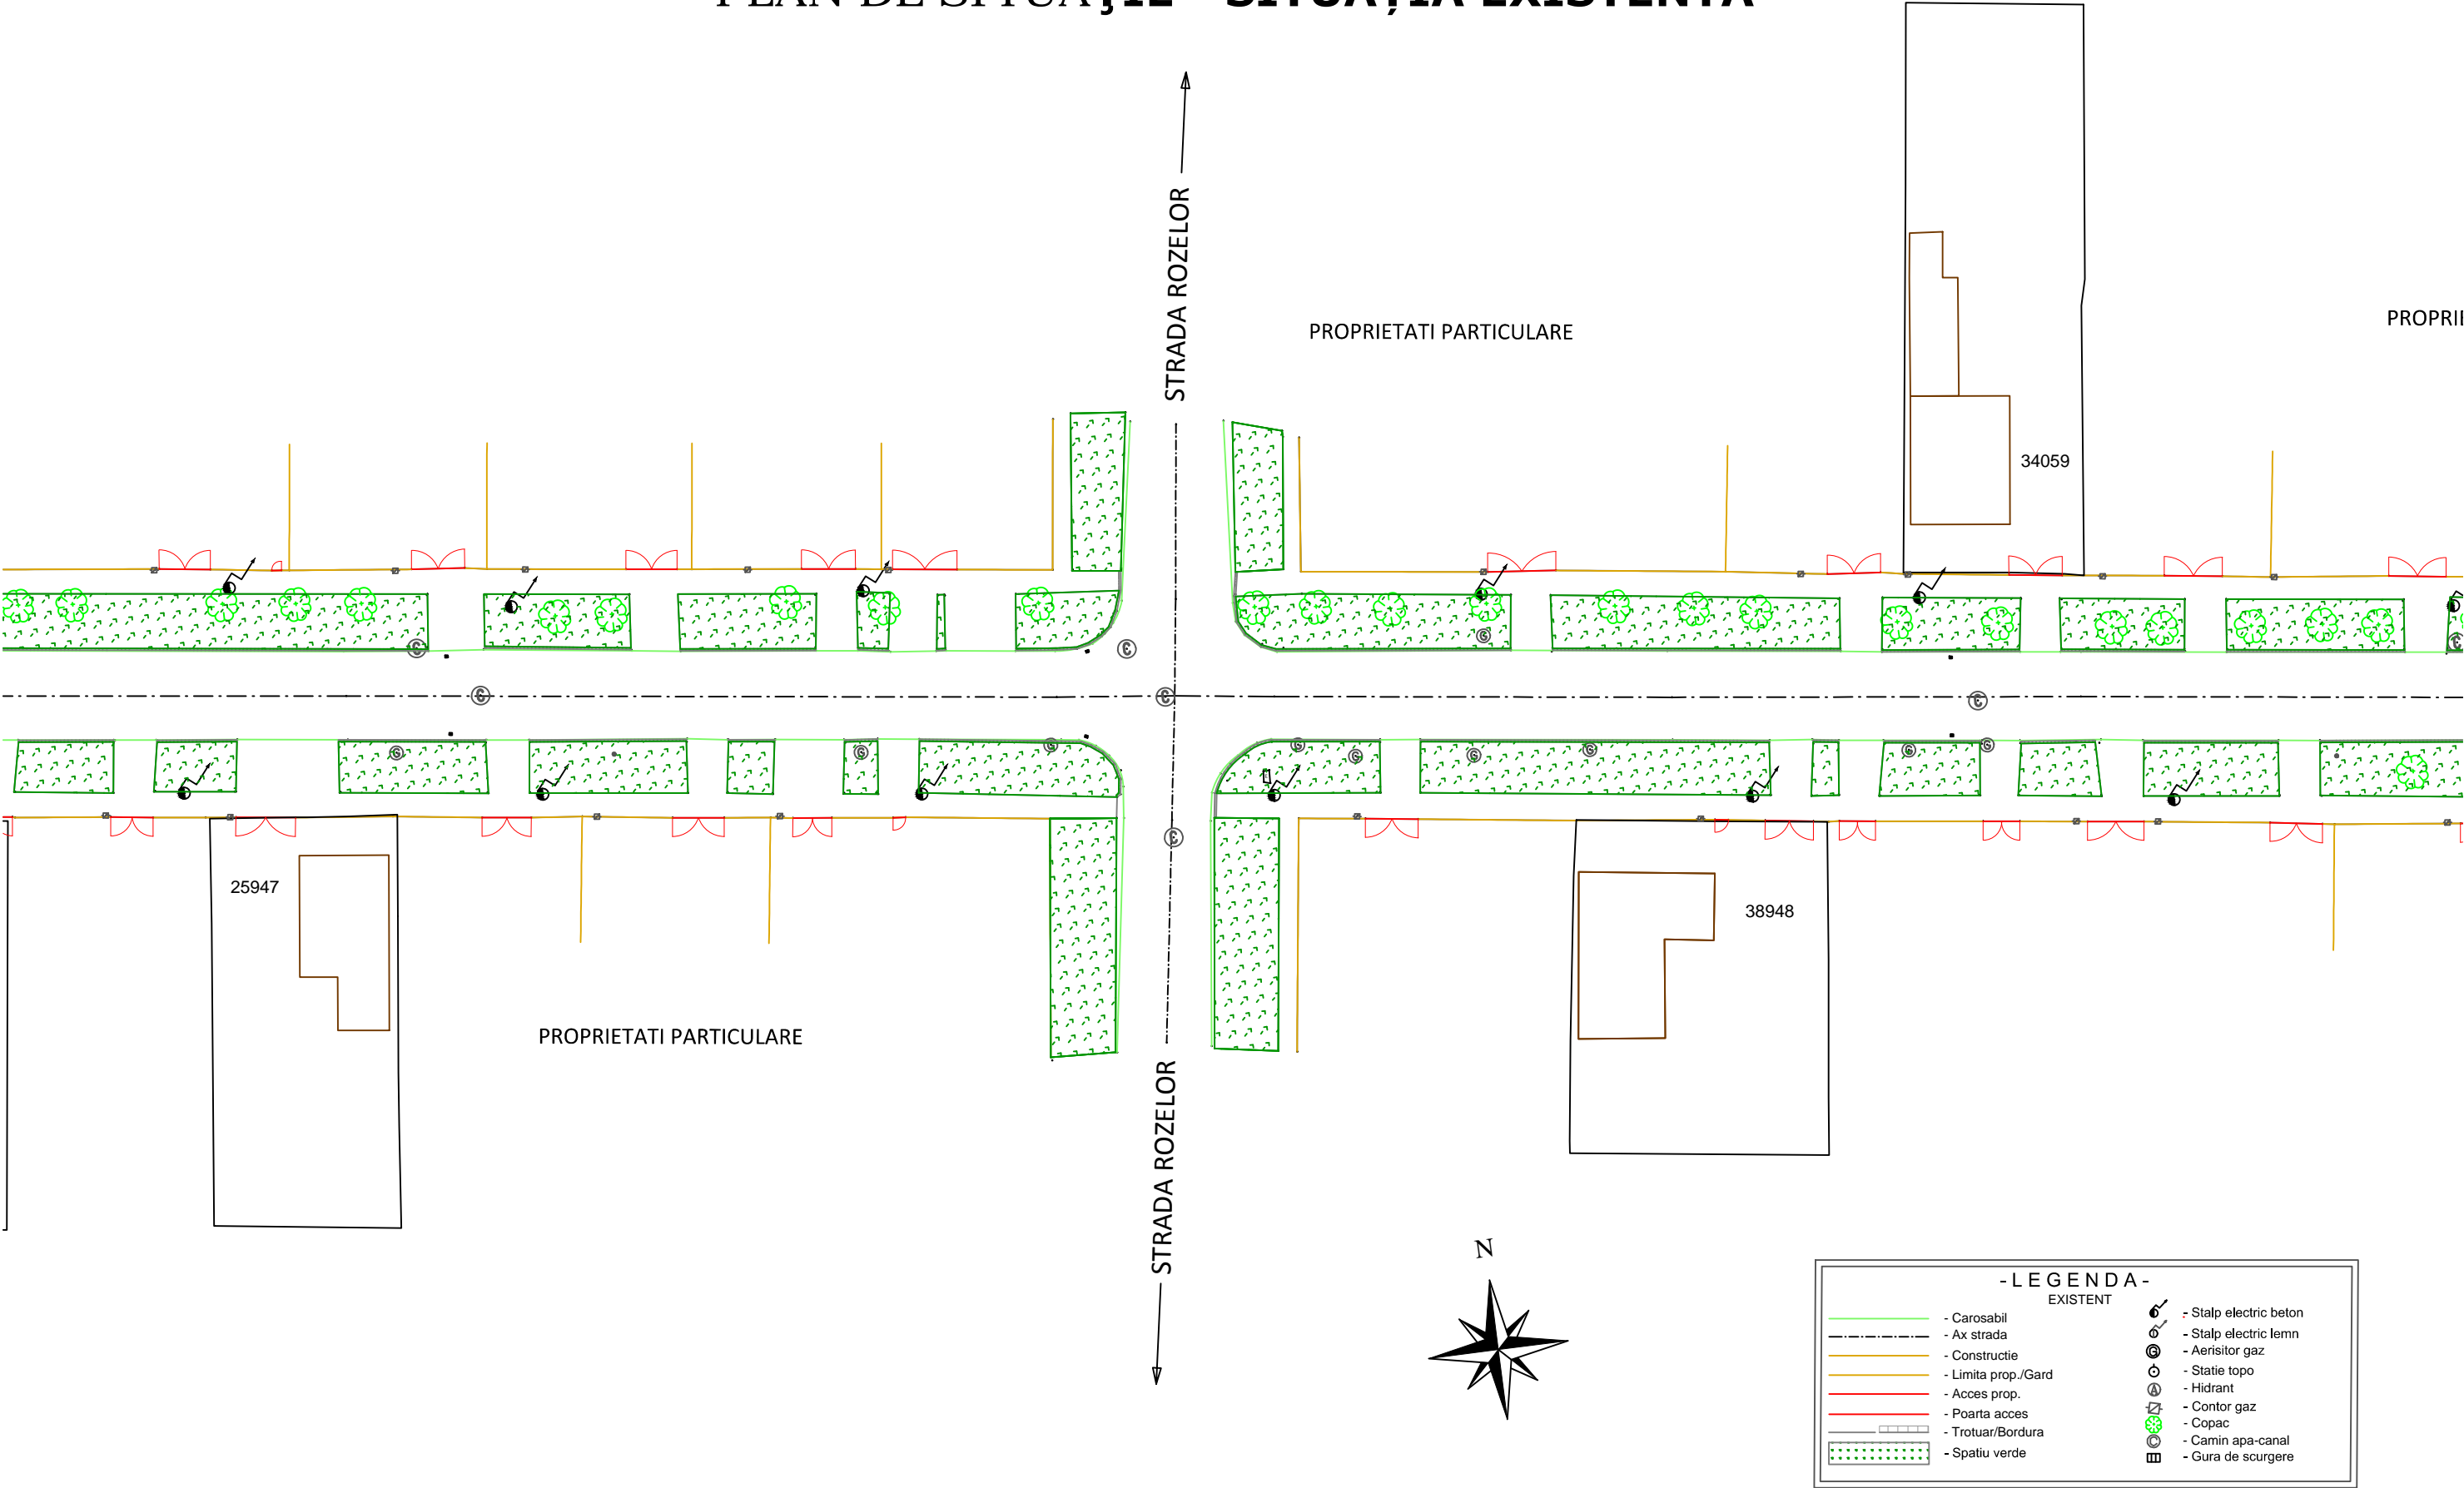 STRADA ROZELOR
PROPRIETATI PARTICULARE
34059
25947
38948
PROPRIETATI PARTICULARE
STRADA ROZELOR
N
-LEGENDA-
EXISTENT
- Carosabil
- Ax strada
- Constructie
- Limita prop./Gard
- Acces prop.
- Poarta acces
- Trotuar/Bordura
- Spatiu verde
- Stalp electric beton
- Stalp electric lemn
- Aerisitor gaz
- Statie topo
- Hidrant
- Contor gaz
- Copac
- Camin apa-canal
- Gura de scurgere